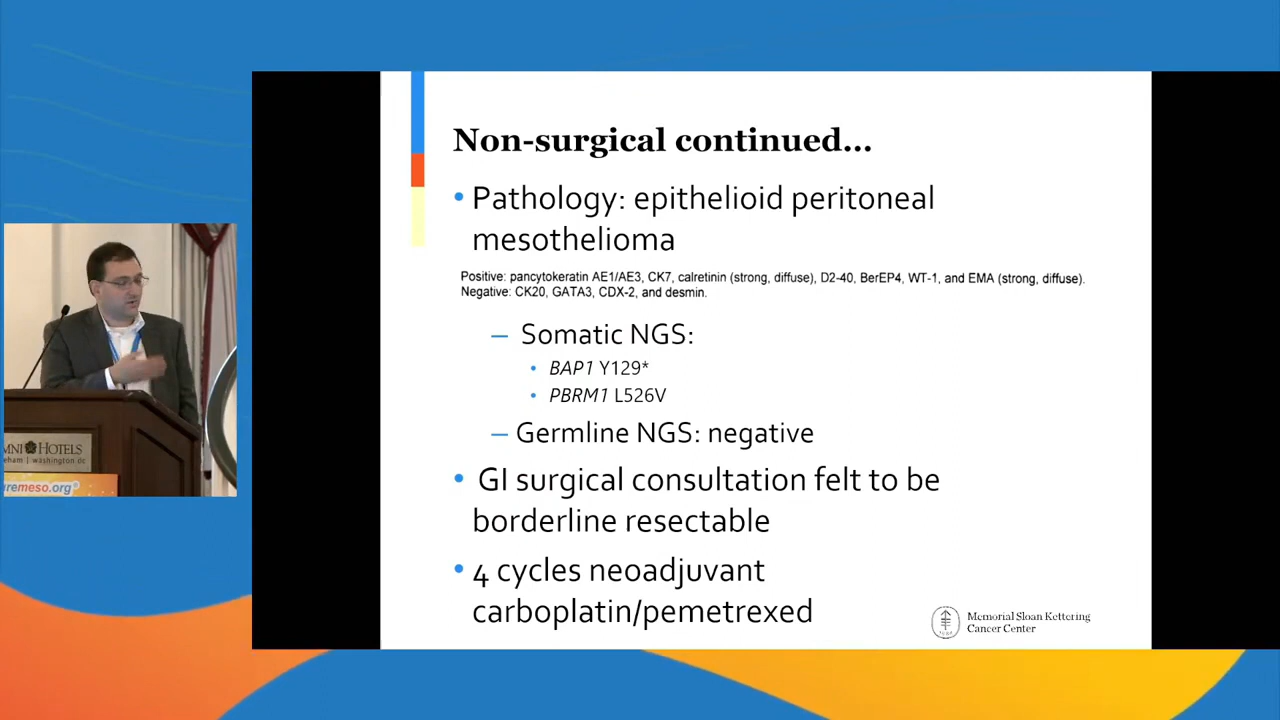 Non-surgical continued...
• Pathology: epithelioid peritoneal
mesothelioma
Positive: pancytokeratin AE1/AE3, CK7, calretinin (strong, diffuse), D2-40, BerEP4, WT-1, and EMA (strong, diffuse).
Negative: CK20, GATA3, CDX-2, and desmin.
– Somatic NGS:
• BAP1 Y129*
• PBRM1 L526V
– Germline NGS: negative
• GI surgical consultation felt to be
borderline resectable
• 4 cycles neoadjuvant
carboplatin/pemetrexed
Memorial Sloan Kettering
Cancer Center
MNI HOTELS
eham | washington dc
uremeso.org®